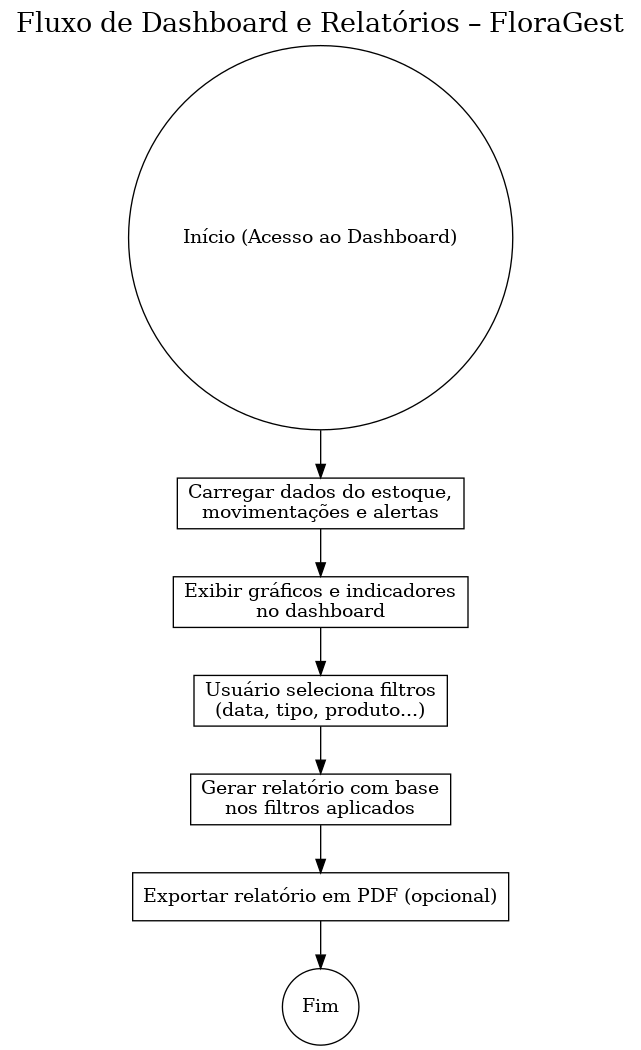 Fluxo de Dashboard e Relatórios – FloraGest
Início (Acesso ao Dashboard)
Carregar dados do estoque,
movimentações e alertas
Exibir gráficos e indicadores
no dashboard
Usuário seleciona filtros
(data, tipo, produto...)
Gerar relatório com base
nos filtros aplicados
Exportar relatório em PDF (opcional)
Fim